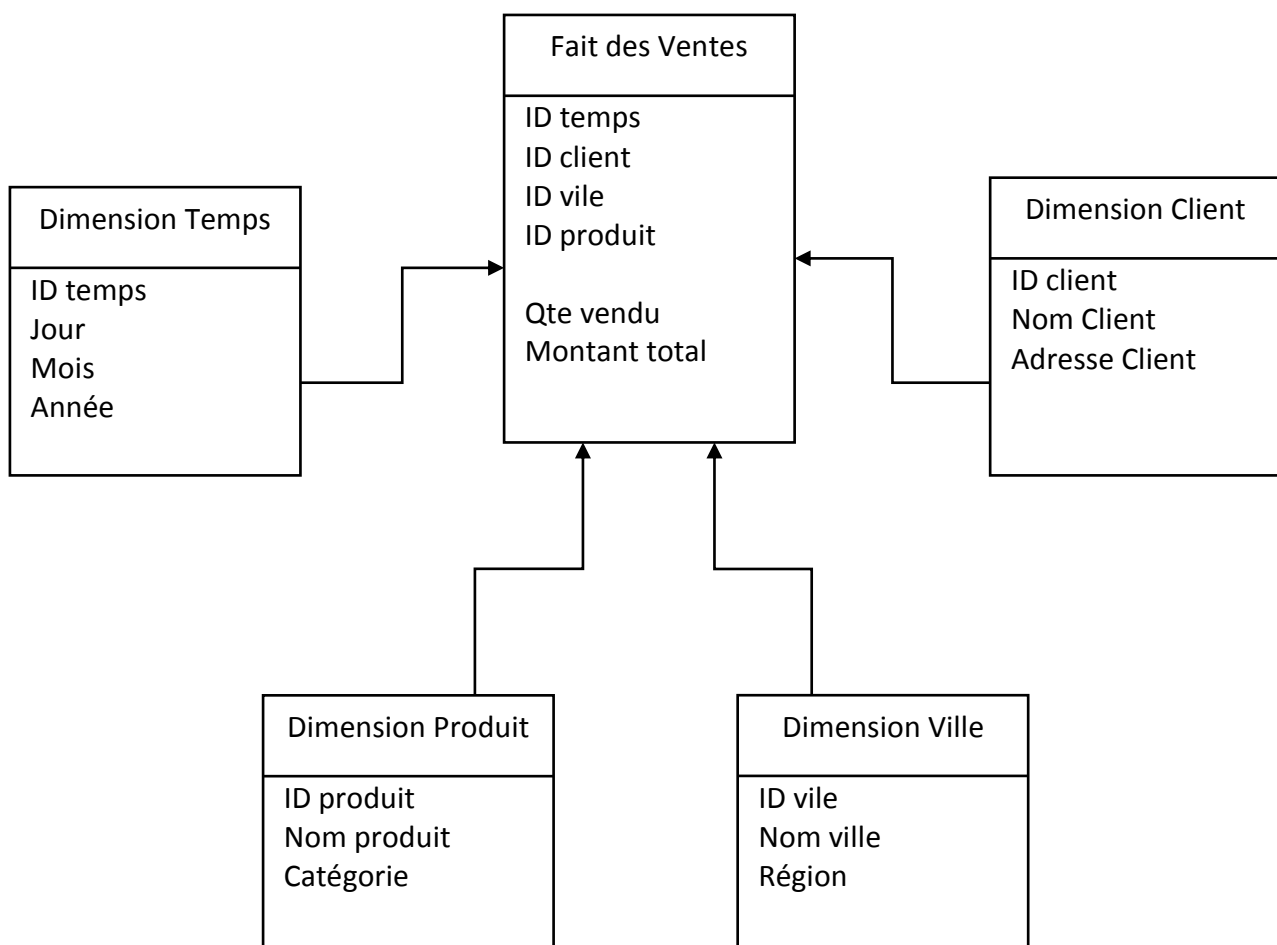 Fait des Ventes
ID temps
ID client
ID vile
ID produit
Qte vendu
Montant total
Dimension Temps
ID temps
Jour
Mois
Année
Dimension Client
ID client
Nom Client
Adresse Client
Dimension Produit
ID produit
Nom produit
Catégorie
Dimension Ville
ID vile
Nom ville
Région